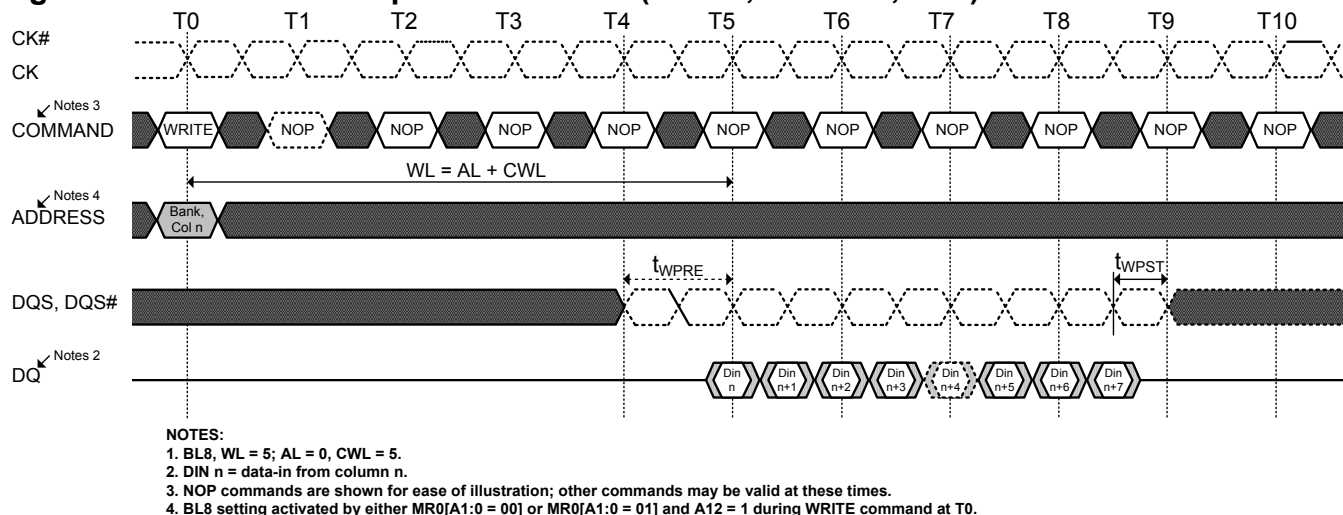 T0 T1 T2 T3 T4 T5 T6 T7 T8 T9 T10
CK#
CK
Notes 3
COMMAND
WRITE NOP NOP NOP NOP NOP NOP NOP NOP NOP NOP
WL = AL + CWL
Notes 4
ADDRESS
Bank,
Col n
tWPRE
tWPST
DQS, DQS#
Notes 2
DQ
Din Din Din Din Din Din Din Din
n n+1 n+2 n+3 n+4 n+5 n+6 n+7
NOTES:
1. BL8, WL = 5; AL = 0, CWL = 5.
2. DIN n = data-in from column n.
3. NOP commands are shown for ease of illustration; other commands may be valid at these times.
4. BL8 setting activated by either MR0[A1:0 = 00] or MR0[A1:0 = 01] and A12 = 1 during WRITE command at T0.